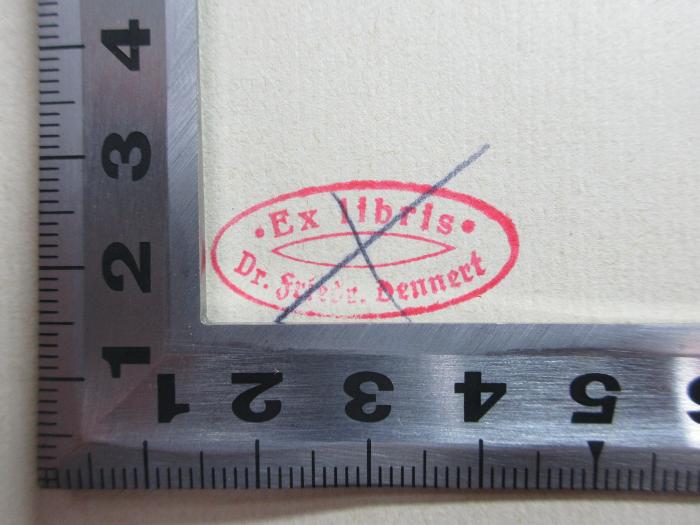 4
3
2
1
• Ex libris •
Dr. Friedr. Dennert
1 2 3 4 5